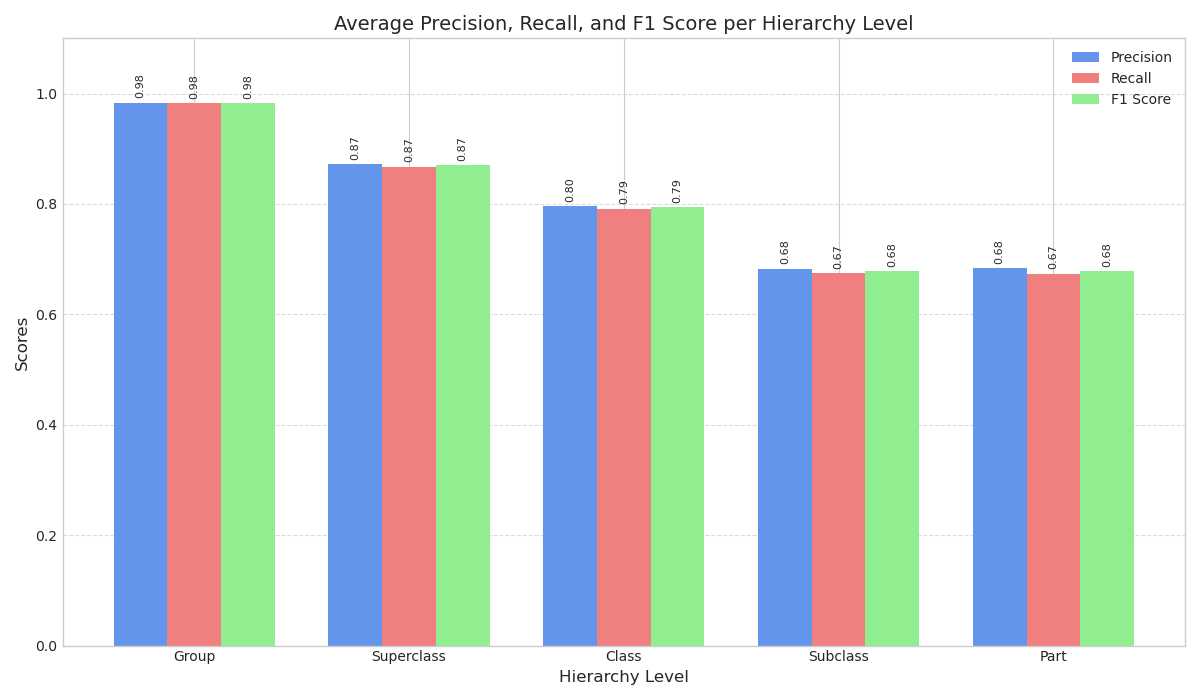 Average Precision, Recall, and F1 Score per Hierarchy Level
Precision
Recall
F1 Score
Scores
1.0
0.8
0.6
0.4
0.2
0.0
0.98
0.98
0.98
0.87
0.87
0.87
0.80
0.79
0.79
0.68
0.67
0.68
0.68
0.67
0.68
Group
Superclass
Class
Subclass
Part
Hierarchy Level